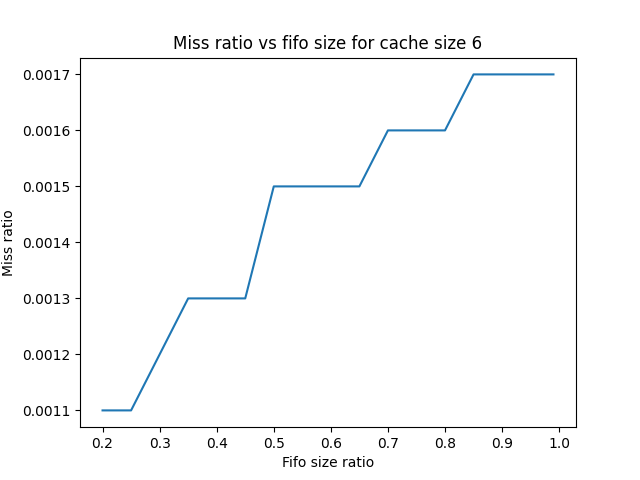 Miss ratio vs fifo size for cache size 6
0.0017
0.0016
0.0015
0.0014
0.0013
0.0012
0.0011
Miss ratio
0.2 0.3 0.4 0.5 0.6 0.7 0.8 0.9 1.0
Fifo size ratio